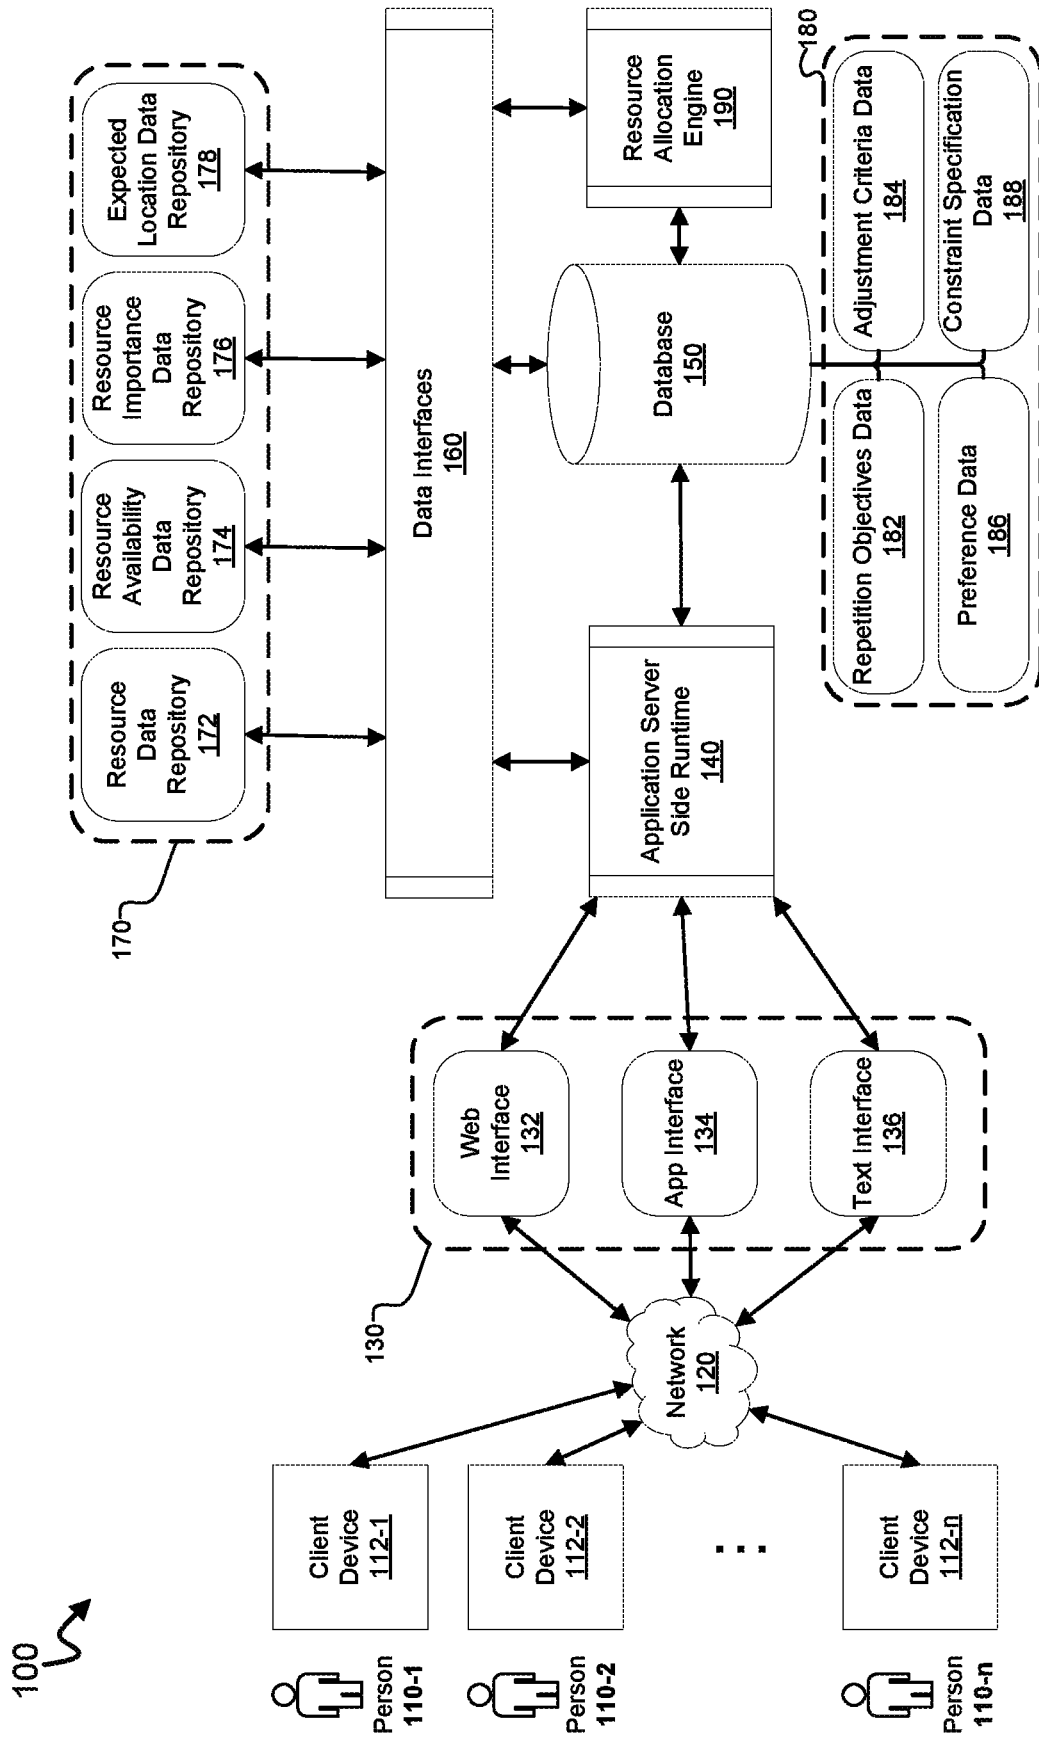 100
Person
110-1
Person
110-2
Person
110-n
Client
Device
112-1
Client
Device
112-2
...
Client
Device
112-n
Network
120
130
Web
Interface
132
App Interface
134
Text Interface
136
Application Server
Side Runtime
140
Database
150
Data Interfaces
160
170
Resource
Data
Repository
172
Resource
Availability
Data
Repository
174
Resource
Importance
Data
Repository
176
Expected
Location Data
Repository
178
Resource
Allocation
Engine
190
180
Repetition Objectives Data
182
Adjustment Criteria Data
184
Preference Data
186
Constraint Specification
Data
188